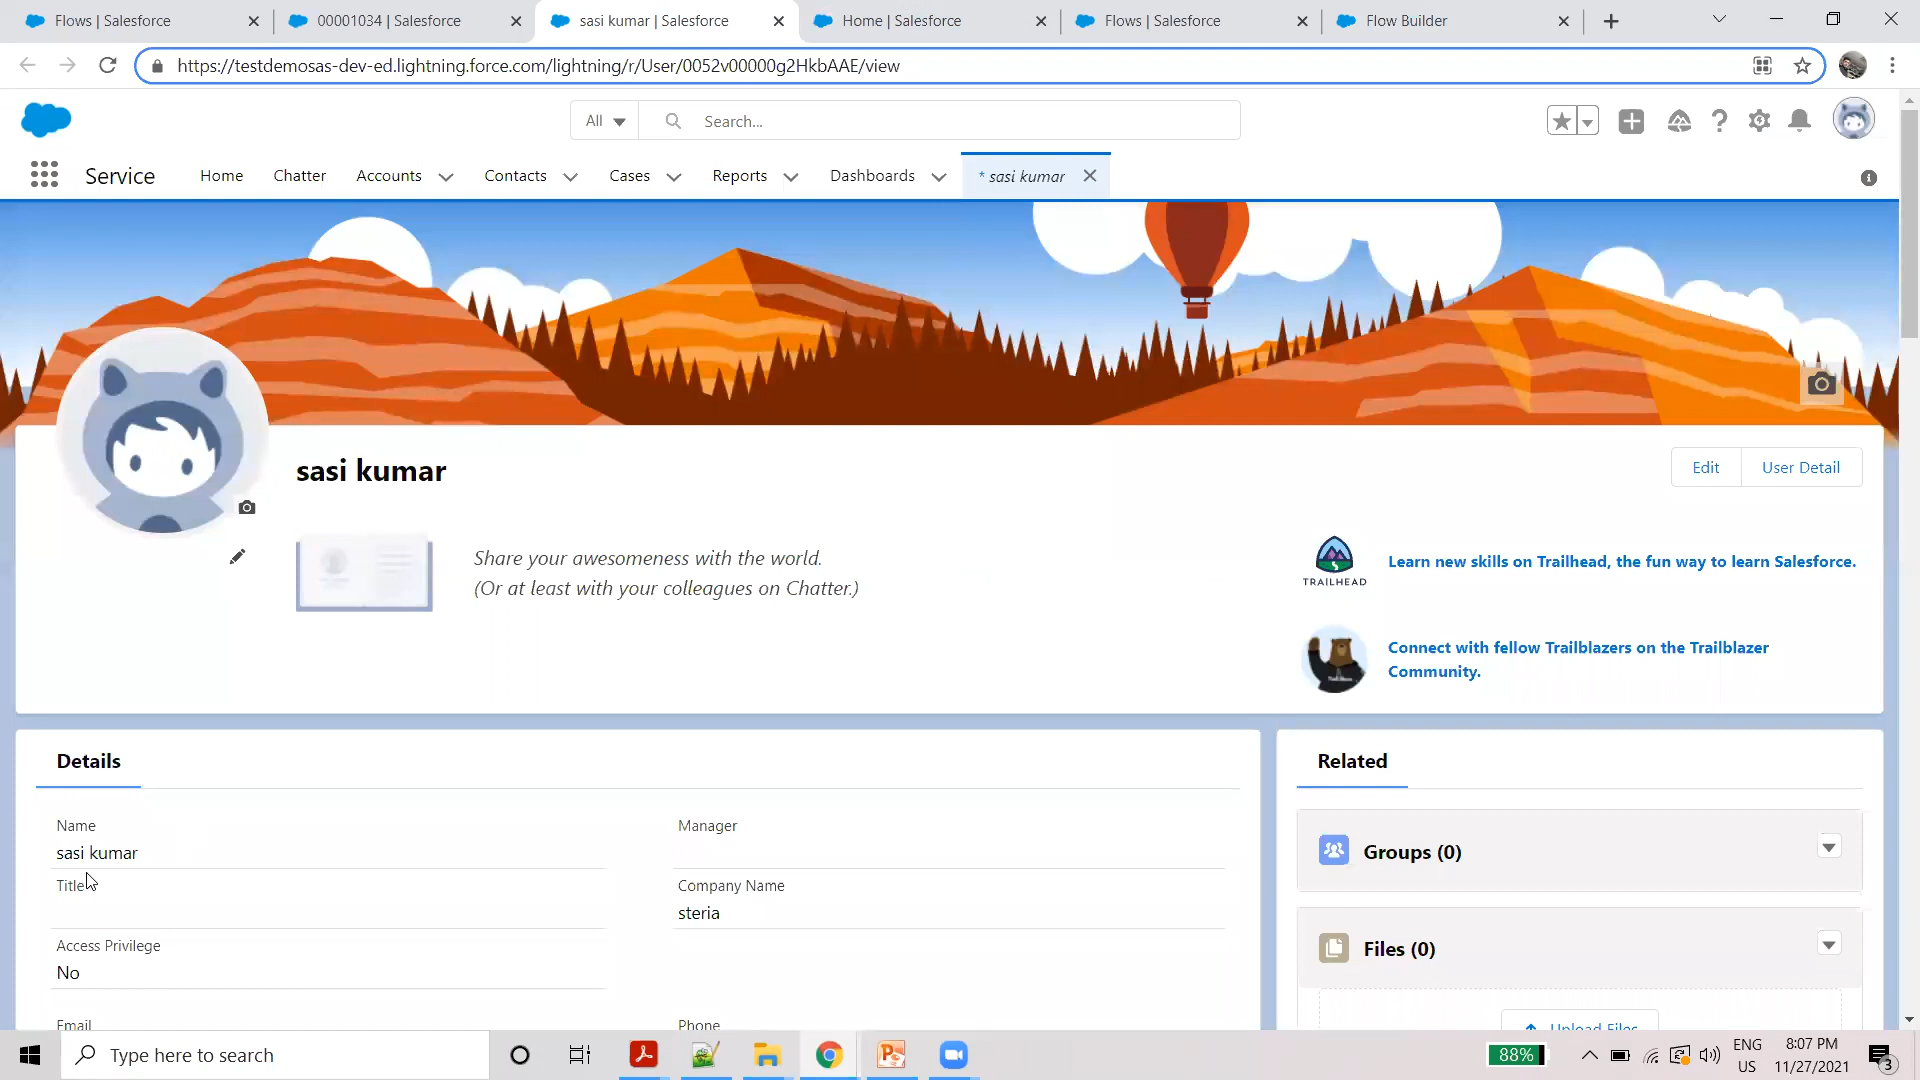 Flows | Salesforce
00001034 | Salesforce
sasi kumar | Salesforce
Home | Salesforce
Flows | Salesforce
Flow Builder
https://testdemosas-dev-ed.lightning.force.com/lightning/r/User/0052v00000g2HkbAAE/view
All
Search...
Service
Home
Chatter
Accounts
Contacts
Cases
Reports
Dashboards
* sasi kumar
sasi kumar
Edit
User Detail
Share your awesomeness with the world.
(Or at least with your colleagues on Chatter.)
TRAILHEAD
Learn new skills on Trailhead, the fun way to learn Salesforce.
Connect with fellow Trailblazers on the Trailblazer
Community.
Details
Related
Name
sasi kumar
Manager
Title
Company Name
steria
Access Privilege
No
Groups (0)
Files (0)
Email
Phone
Upload Files
Type here to search
88%
ENG
US
8:07 PM
11/27/2021
3